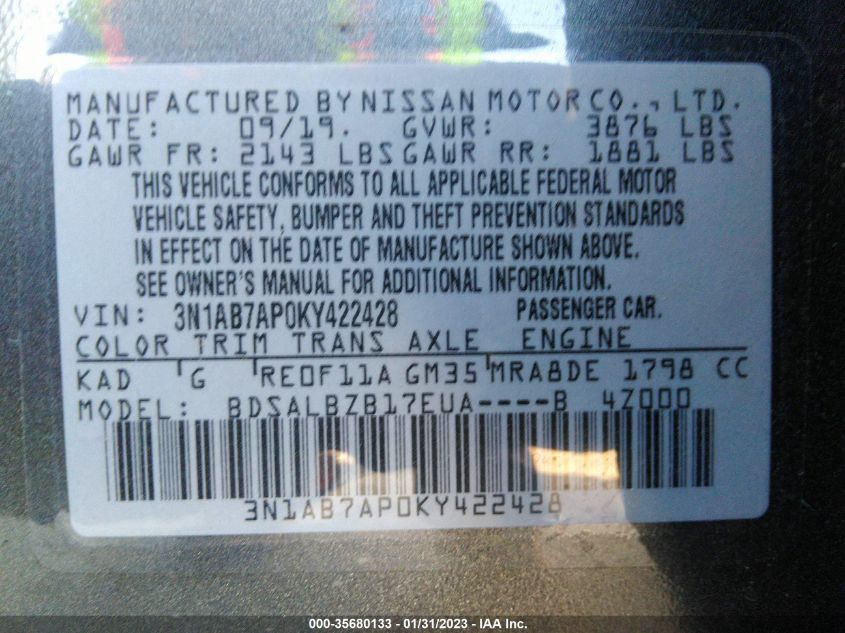 MANUFACTURED BY NISSAN MOTOR CO., LTD.
DATE: 09/19. GVWR: 3876 LBS
GAWR FR: 2143 LBS GAWR RR: 1881 LBS
THIS VEHICLE CONFORMS TO ALL APPLICABLE FEDERAL MOTOR
VEHICLE SAFETY, BUMPER AND THEFT PREVENTION STANDARDS
IN EFFECT ON THE DATE OF MANUFACTURE SHOWN ABOVE.
SEE OWNER'S MANUAL FOR ADDITIONAL INFORMATION.
VIN: 3N1AB7AP0KY422428 PASSENGER CAR.
COLOR TRIM TRANS AXLE ENGINE
KAD G RE0F11A GM35 MRA8DE 1798 CC
MODEL: BDSALBZB17EUA----B 4Z000
3N1AB7AP0KY422428
000-35680133 - 01/31/2023 - IAA Inc.